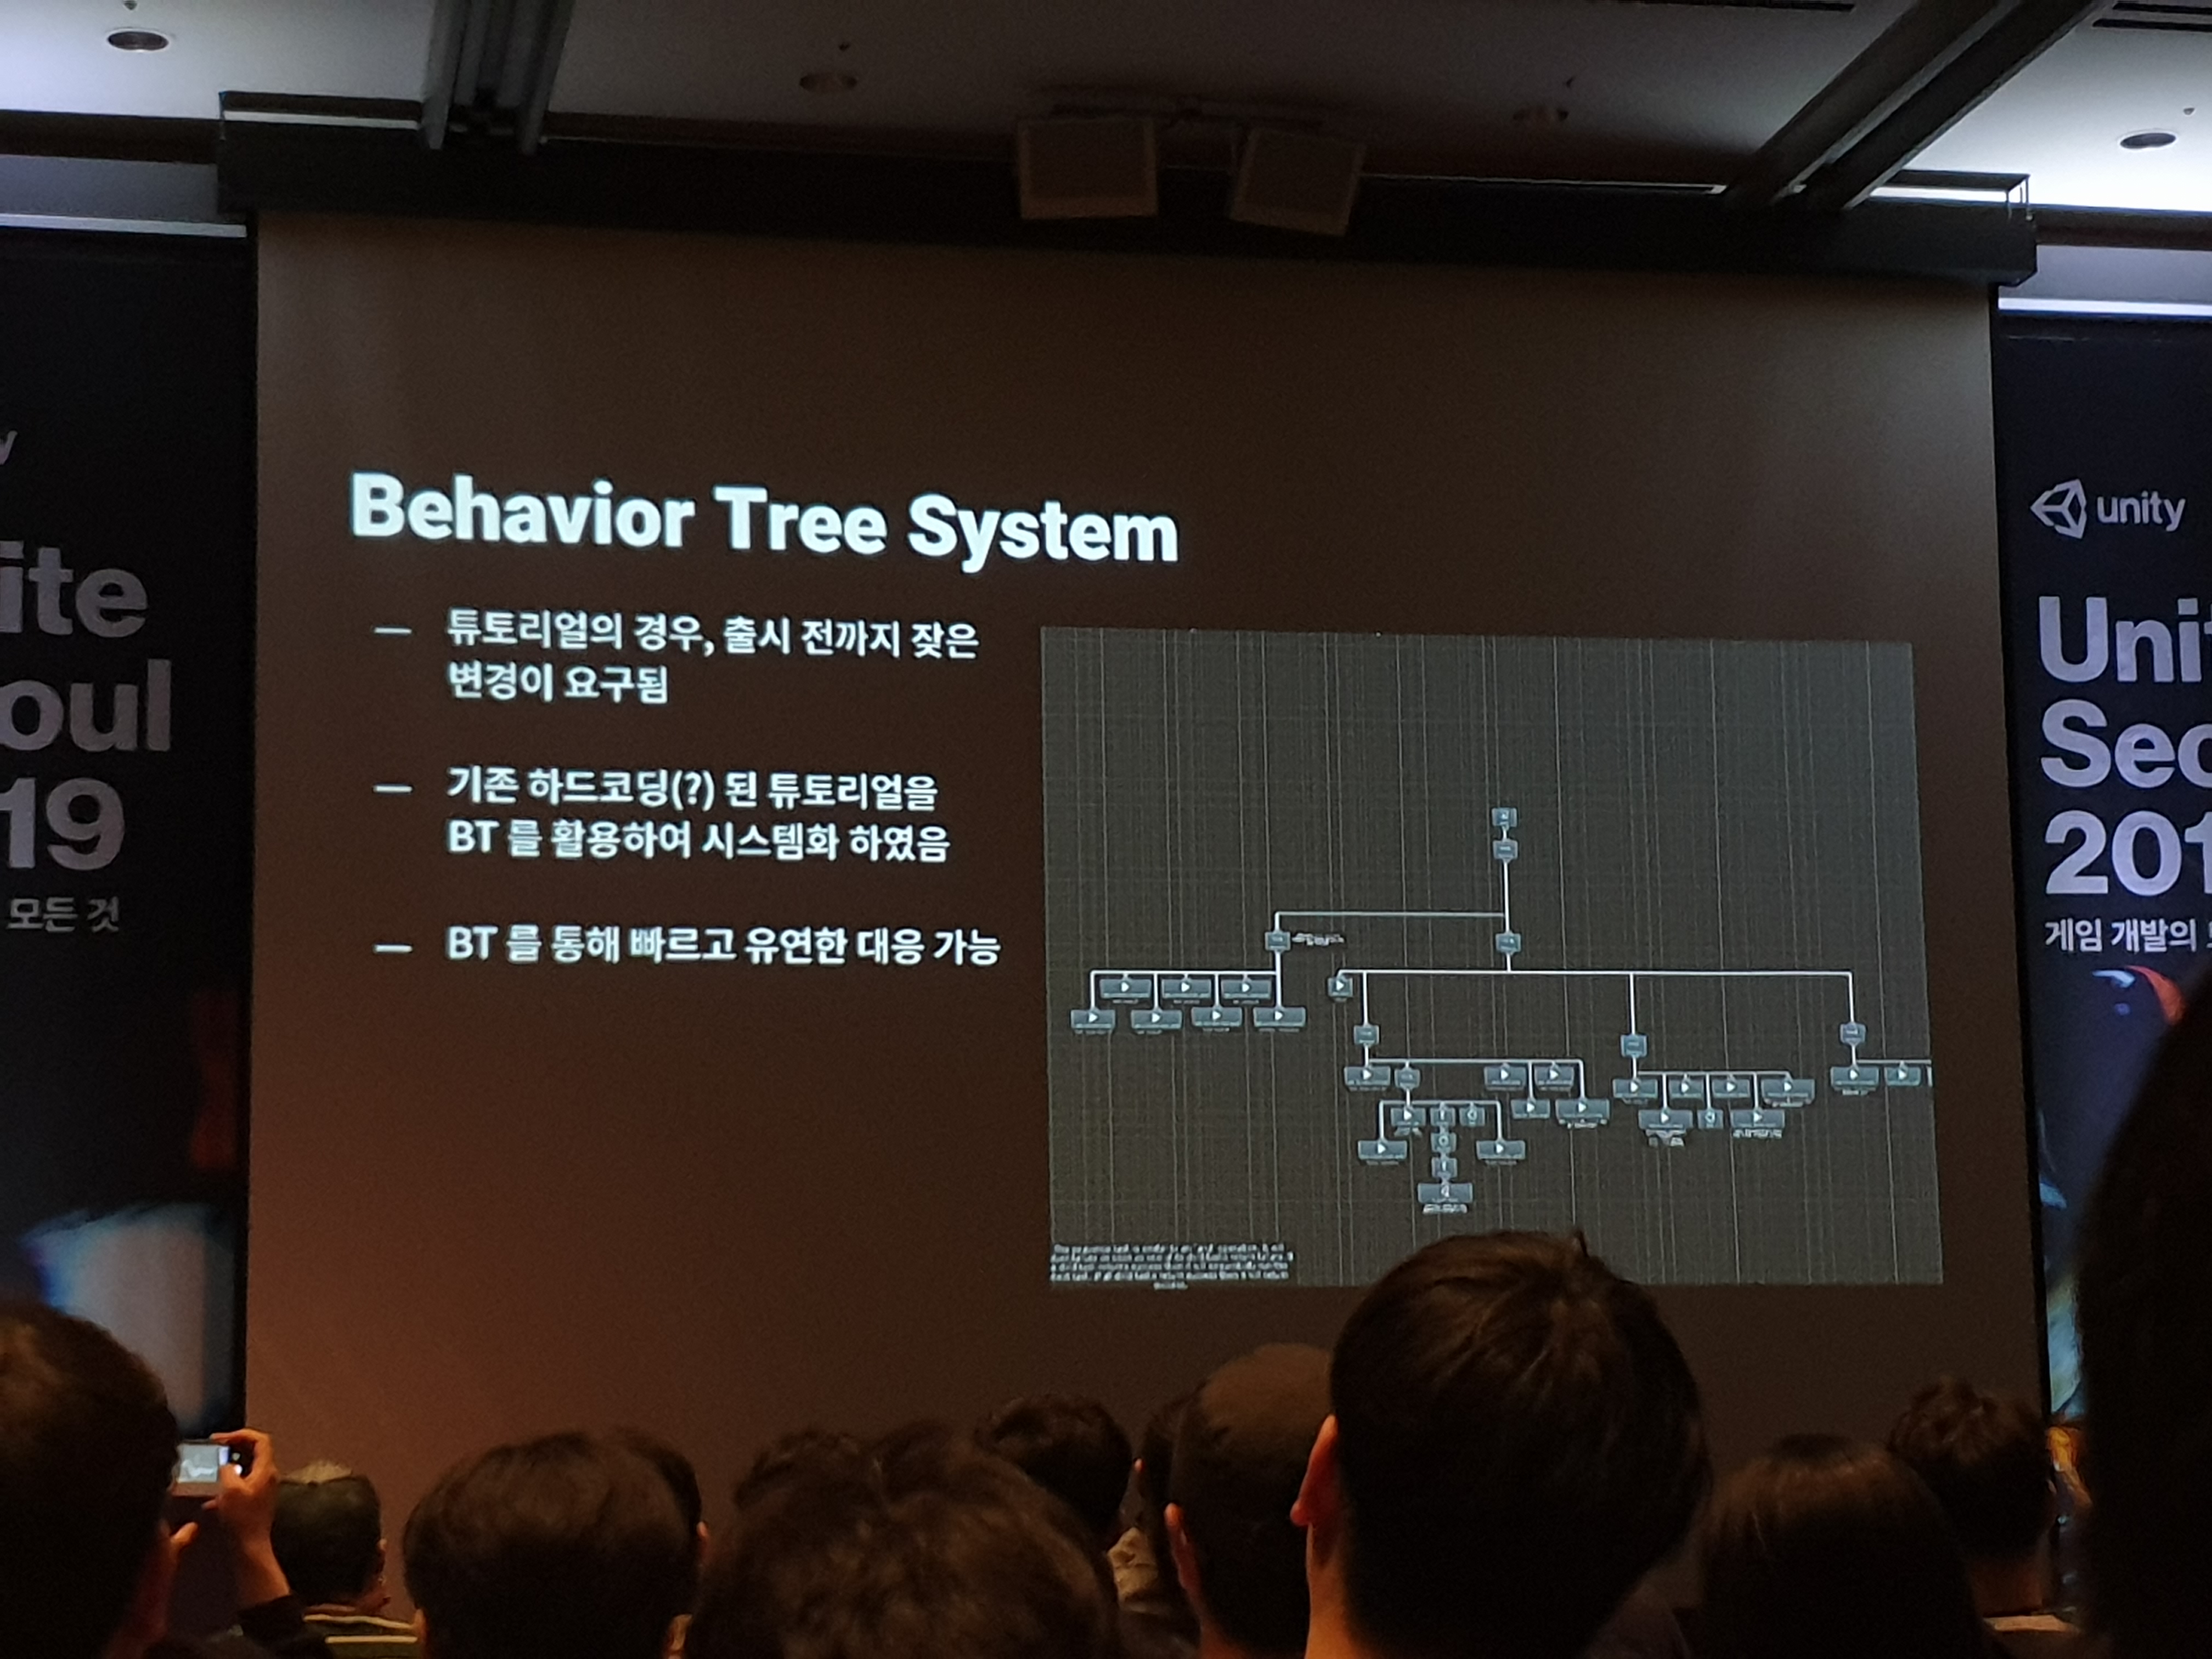 Behavior Tree System
— 튜토리얼의 경우, 출시 전까지 잦은
변경이 요구됨
— 기존 하드코딩(?) 된 튜토리얼을
BT 를 활용하여 시스템화 하였음
— BT 를 통해 빠르고 유연한 대응 가능
y
ite
oul
19
모든 것
unity
Uni
Seo
201
게임 개발의